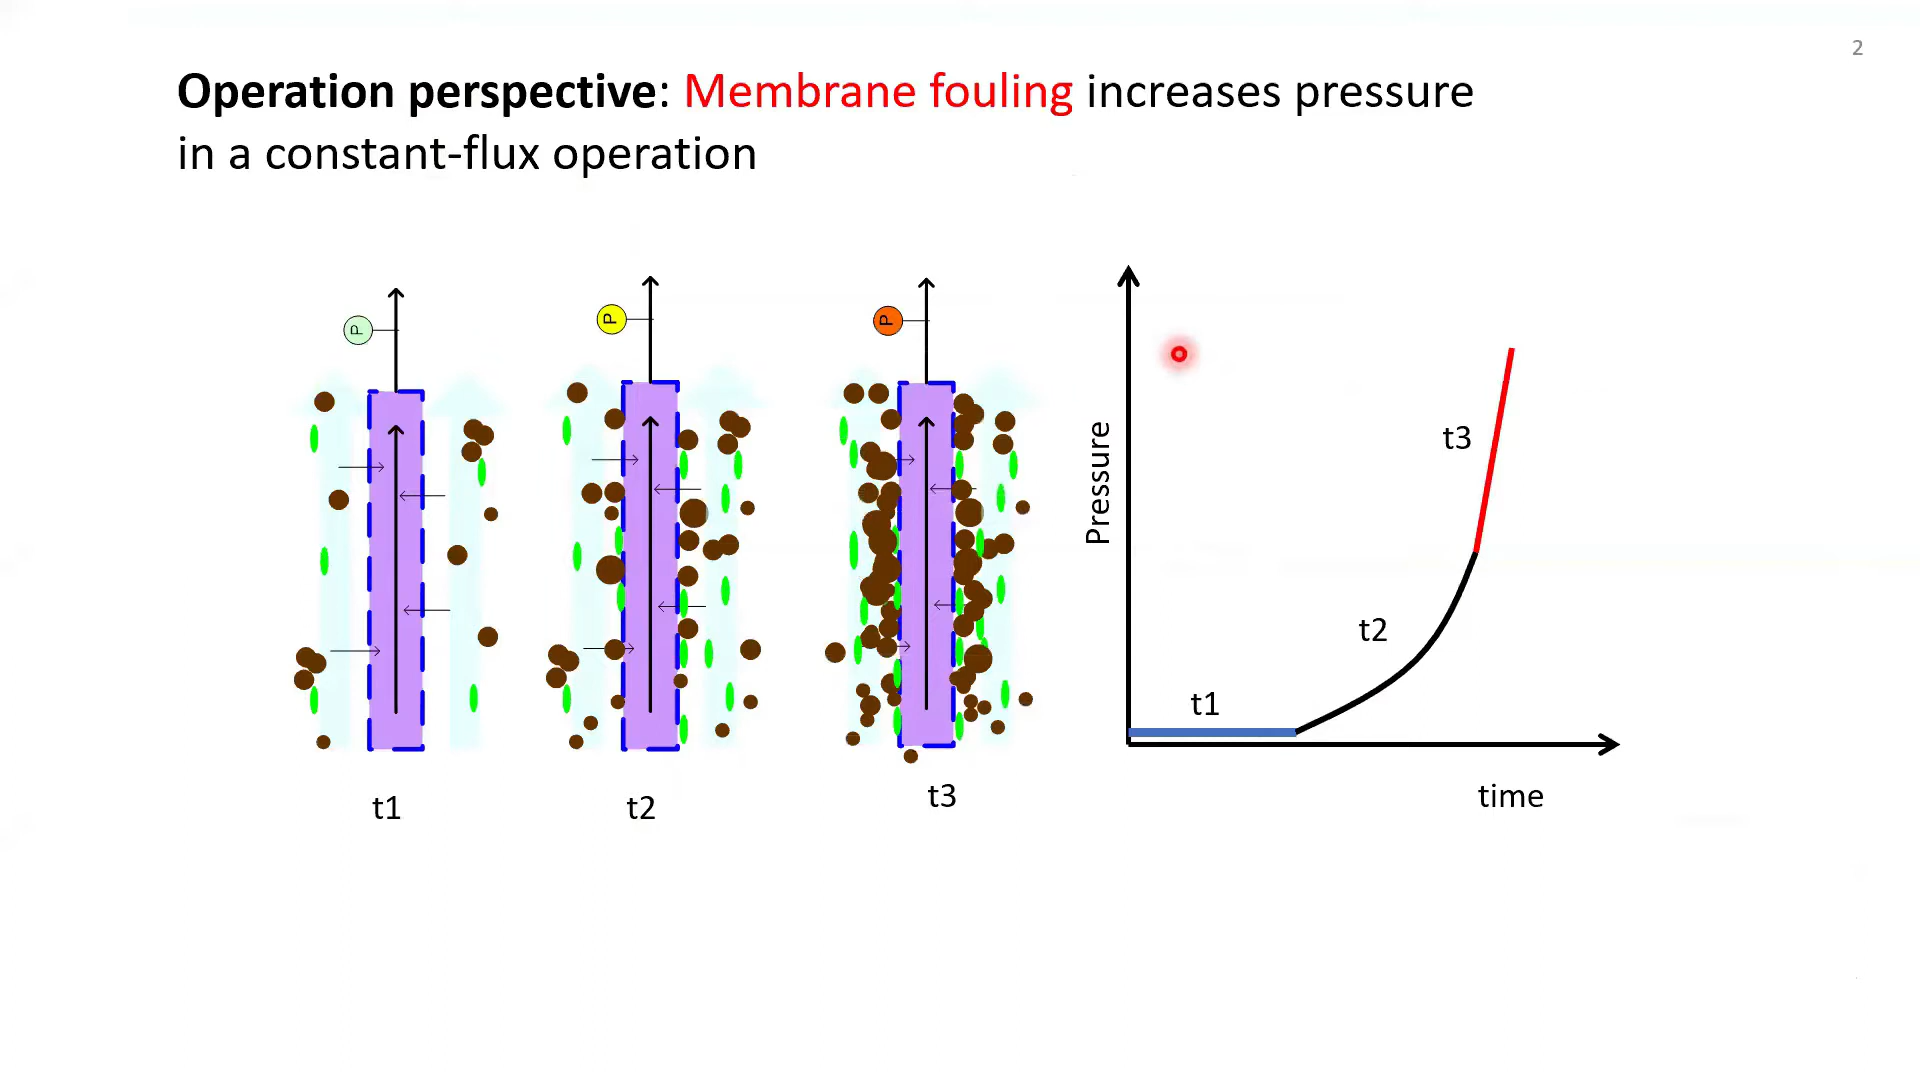 2
Operation perspective: Membrane fouling increases pressure
in a constant-flux operation
P
P
P
Pressure
t3
t2
t1
time
t1
t2
t3